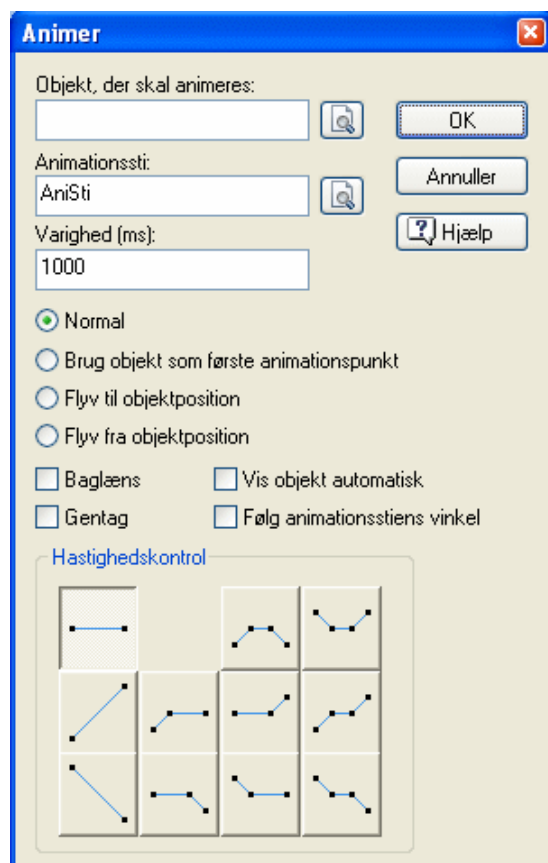 Animer
Objekt, der skal animeres:
OK
Animationssti:
AniSti
Annuller
Varighed (ms):
Hjælp
1000
Normal
Brug objekt som første animationspunkt
Flyv til objektposition
Flyv fra objektposition
Baglæns
Vis objekt automatisk
Gentag
Følg animationsstiens vinkel
Hastighedskontrol